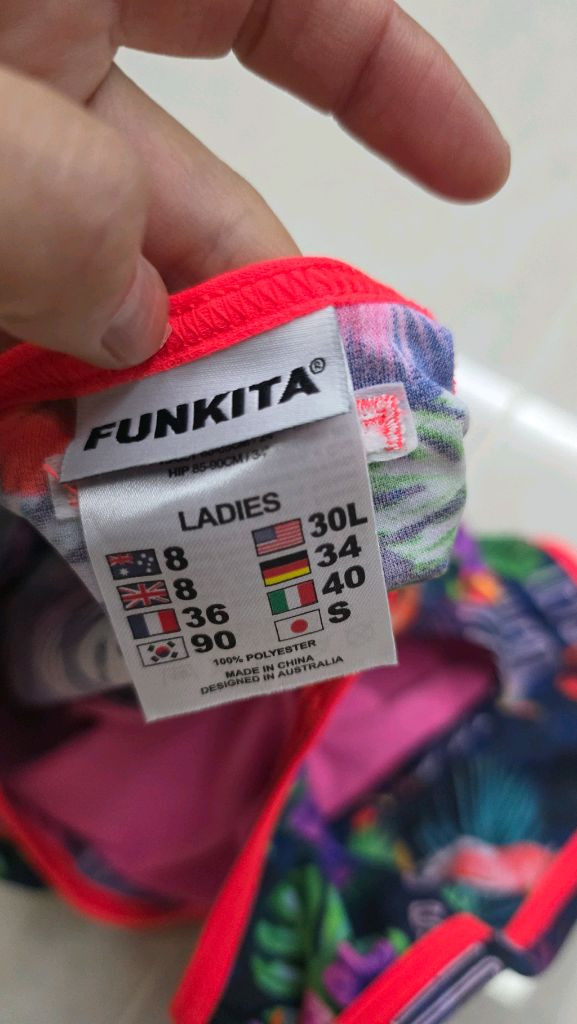 FUNKITA®
HIP 85-90CM / 34"
LADIES
8 30L
8 34
36 40
90 S
100% POLYESTER
MADE IN CHINA
DESIGNED IN AUSTRALIA